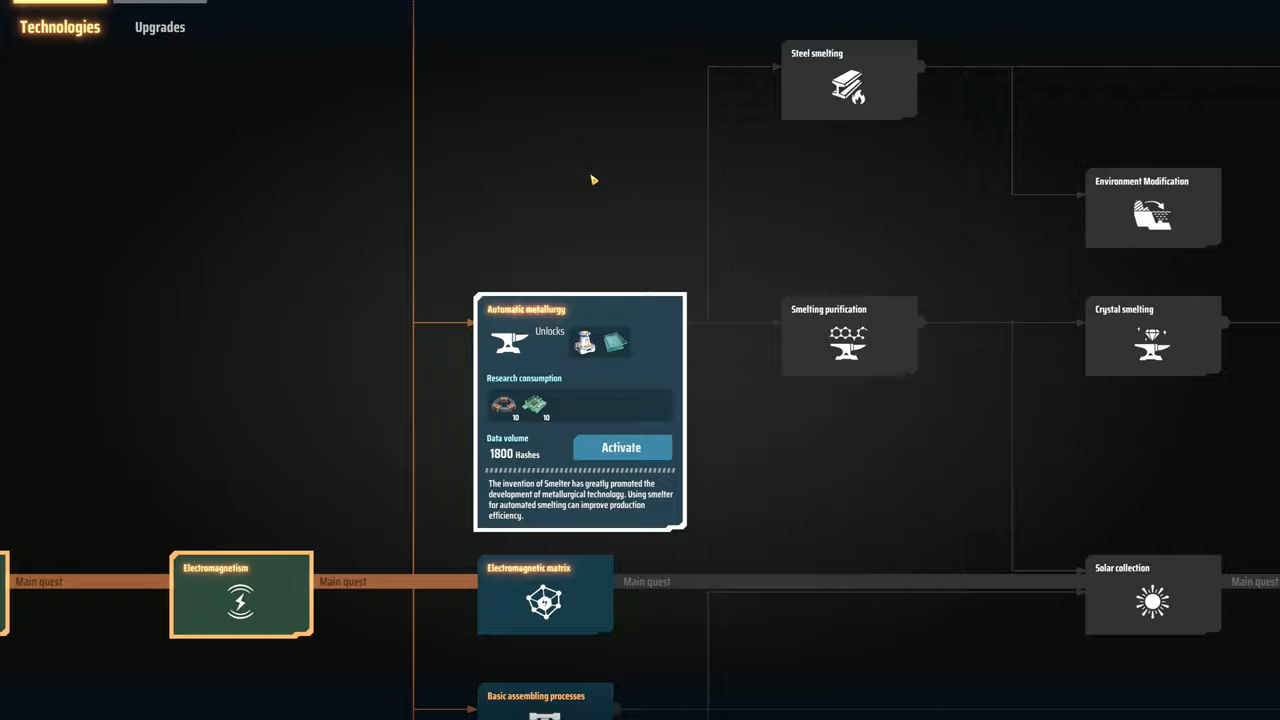 Technologies
Upgrades
Steel smelting
Environment Modification
Automatic metallurgy
Unlocks
Research consumption
10
10
Data volume
1800 Hashes
Activate
The invention of Smelter has greatly promoted the
development of metallurgical technology. Using smelter
for automated smelting can improve production
efficiency.
Smelting purification
Crystal smelting
Main quest
Electromagnetism
Main quest
Electromagnetic matrix
Main quest
Solar collection
Main quest
Basic assembling processes